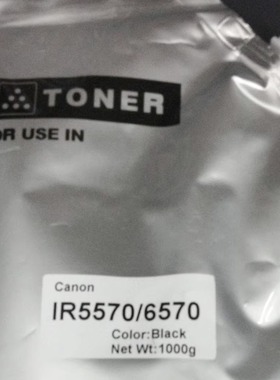 TONER
OR USE IN
Canon
IR5570/6570
Color:Black
Net Wt:1000g